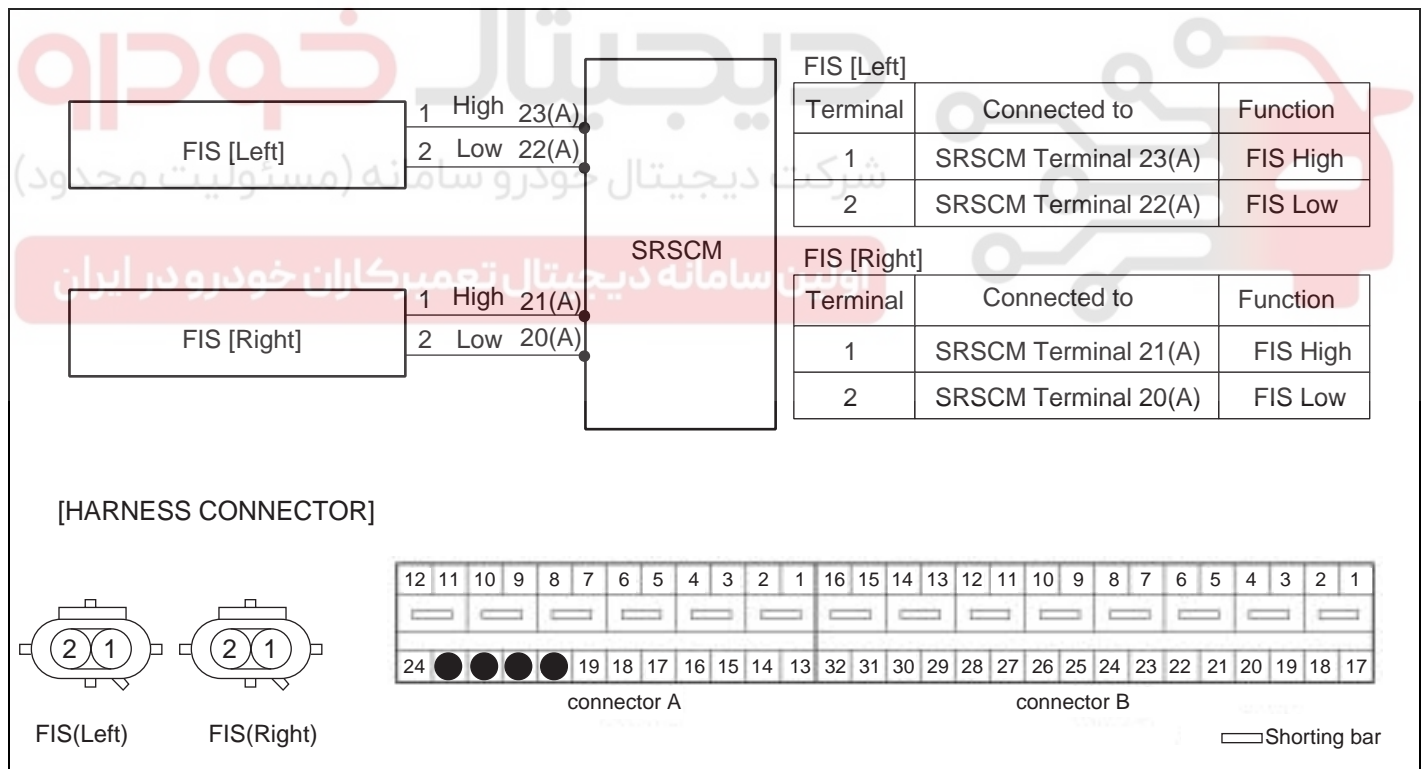 دیجیتال خودرو
شرکت دیجیتال خودرو سامانه (مسئولیت محدود)
اولین سامانه دیجیتال تعمیرکاران خودرو در ایران
FIS [Left]
1 High 23(A)
2 Low 22(A)
FIS [Right]
1 High 21(A)
2 Low 20(A)
SRSCM
FIS [Left]
Terminal Connected to Function
1 SRSCM Terminal 23(A) FIS High
2 SRSCM Terminal 22(A) FIS Low
FIS [Right]
Terminal Connected to Function
1 SRSCM Terminal 21(A) FIS High
2 SRSCM Terminal 20(A) FIS Low
[HARNESS CONNECTOR]
2 1
FIS(Left)
2 1
FIS(Right)
12 11 10 9 8 7 6 5 4 3 2 1 16 15 14 13 12 11 10 9 8 7 6 5 4 3 2 1
24 19 18 17 16 15 14 13 32 31 30 29 28 27 26 25 24 23 22 21 20 19 18 17
connector A
connector B
Shorting bar